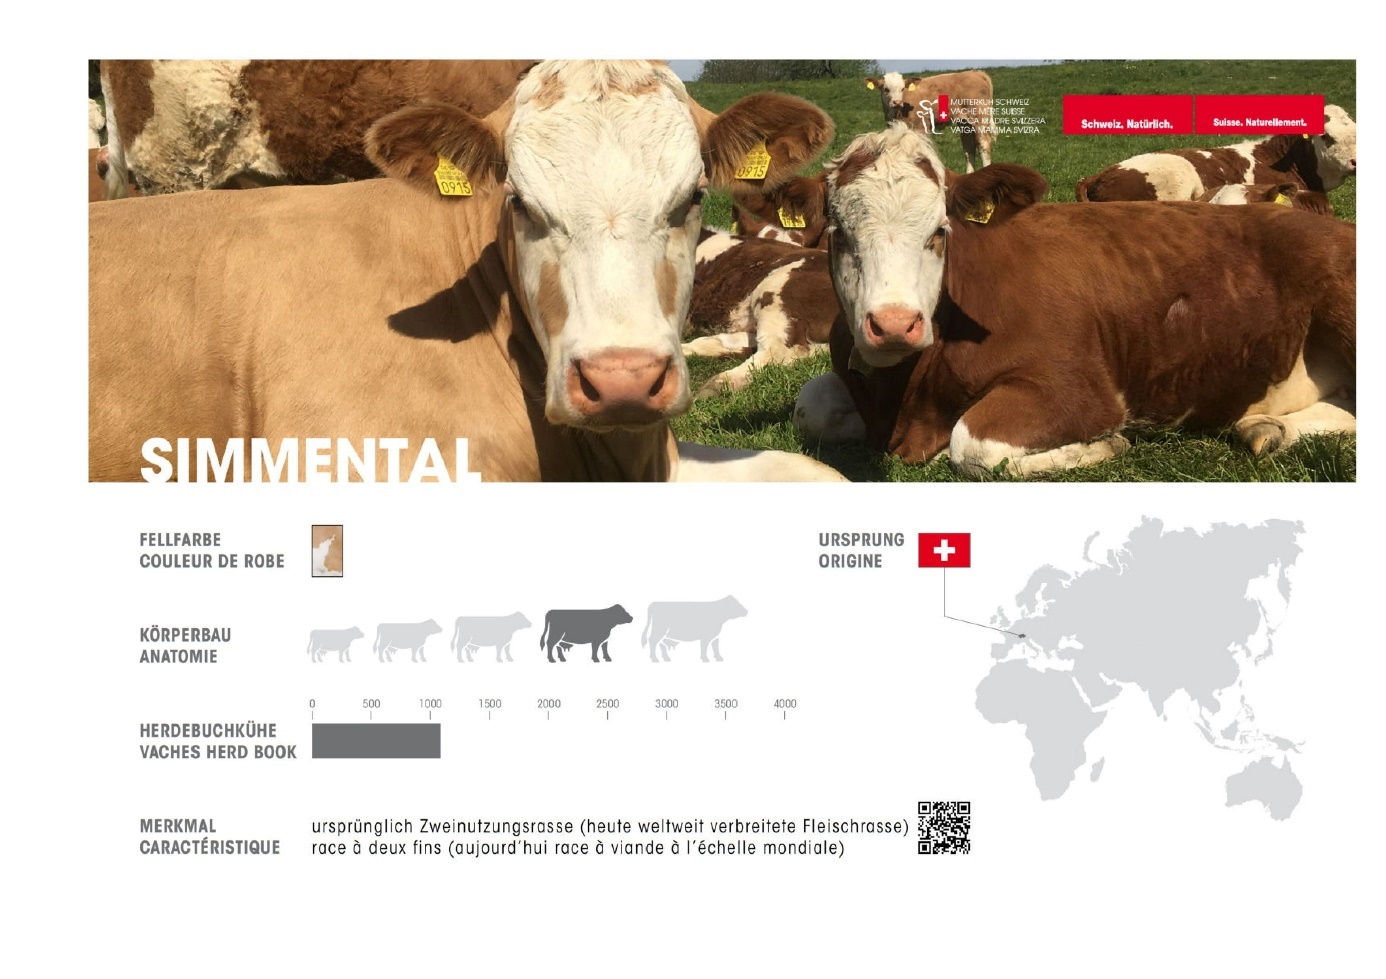 MUTTERKUH SCHWEIZ
VACHE MÈRE SUISSE
VACCA MADRE SVIZZERA
VATGA MAMMA SVIZRA
Schweiz. Natürlich.
Suisse. Naturellement.
0915
0915
SIMMENTAL
FELLFARBE
COULEUR DE ROBE
URSPRUNG
ORIGINE
KÖRPERBAU
ANATOMIE
0 500 1000 1500 2000 2500 3000 3500 4000
HERDEBUCHKÜHE
VACHES HERD BOOK
MERKMAL
CARACTÉRISTIQUE
ursprünglich Zweinutzungsrasse (heute weltweit verbreitete Fleischrasse)
race à deux fins (aujourd'hui race à viande à l'échelle mondiale)